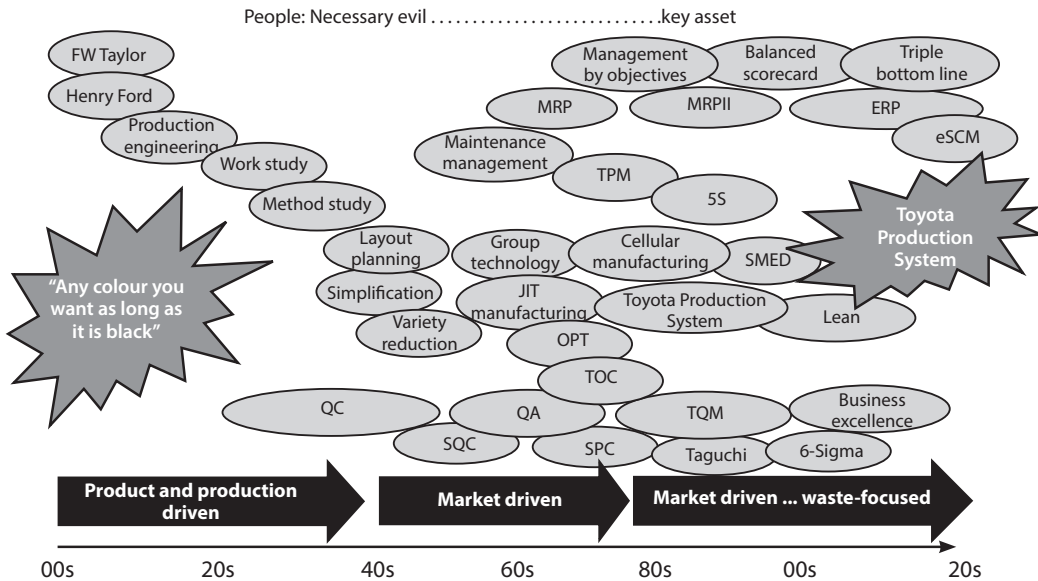 People: Necessary evil ..............................key asset
FW Taylor
Henry Ford
Production
engineering
Work study
Method study
Management
by objectives
Balanced
scorecard
Triple
bottom line
MRP
MRPII
ERP
eSCM
Maintenance
management
TPM
5S
Layout
planning
Group
technology
Cellular
manufacturing
SMED
Toyota
Production
System
"Any colour you
want as long as
it is black"
Simplification
JIT
manufacturing
Toyota Production
System
Lean
Variety
reduction
OPT
TOC
QC
QA
TQM
Business
excellence
SQC
SPC
Taguchi
6-Sigma
Product and production
driven
Market driven
Market driven ... waste-focused
00s 20s 40s 60s 80s 00s 20s